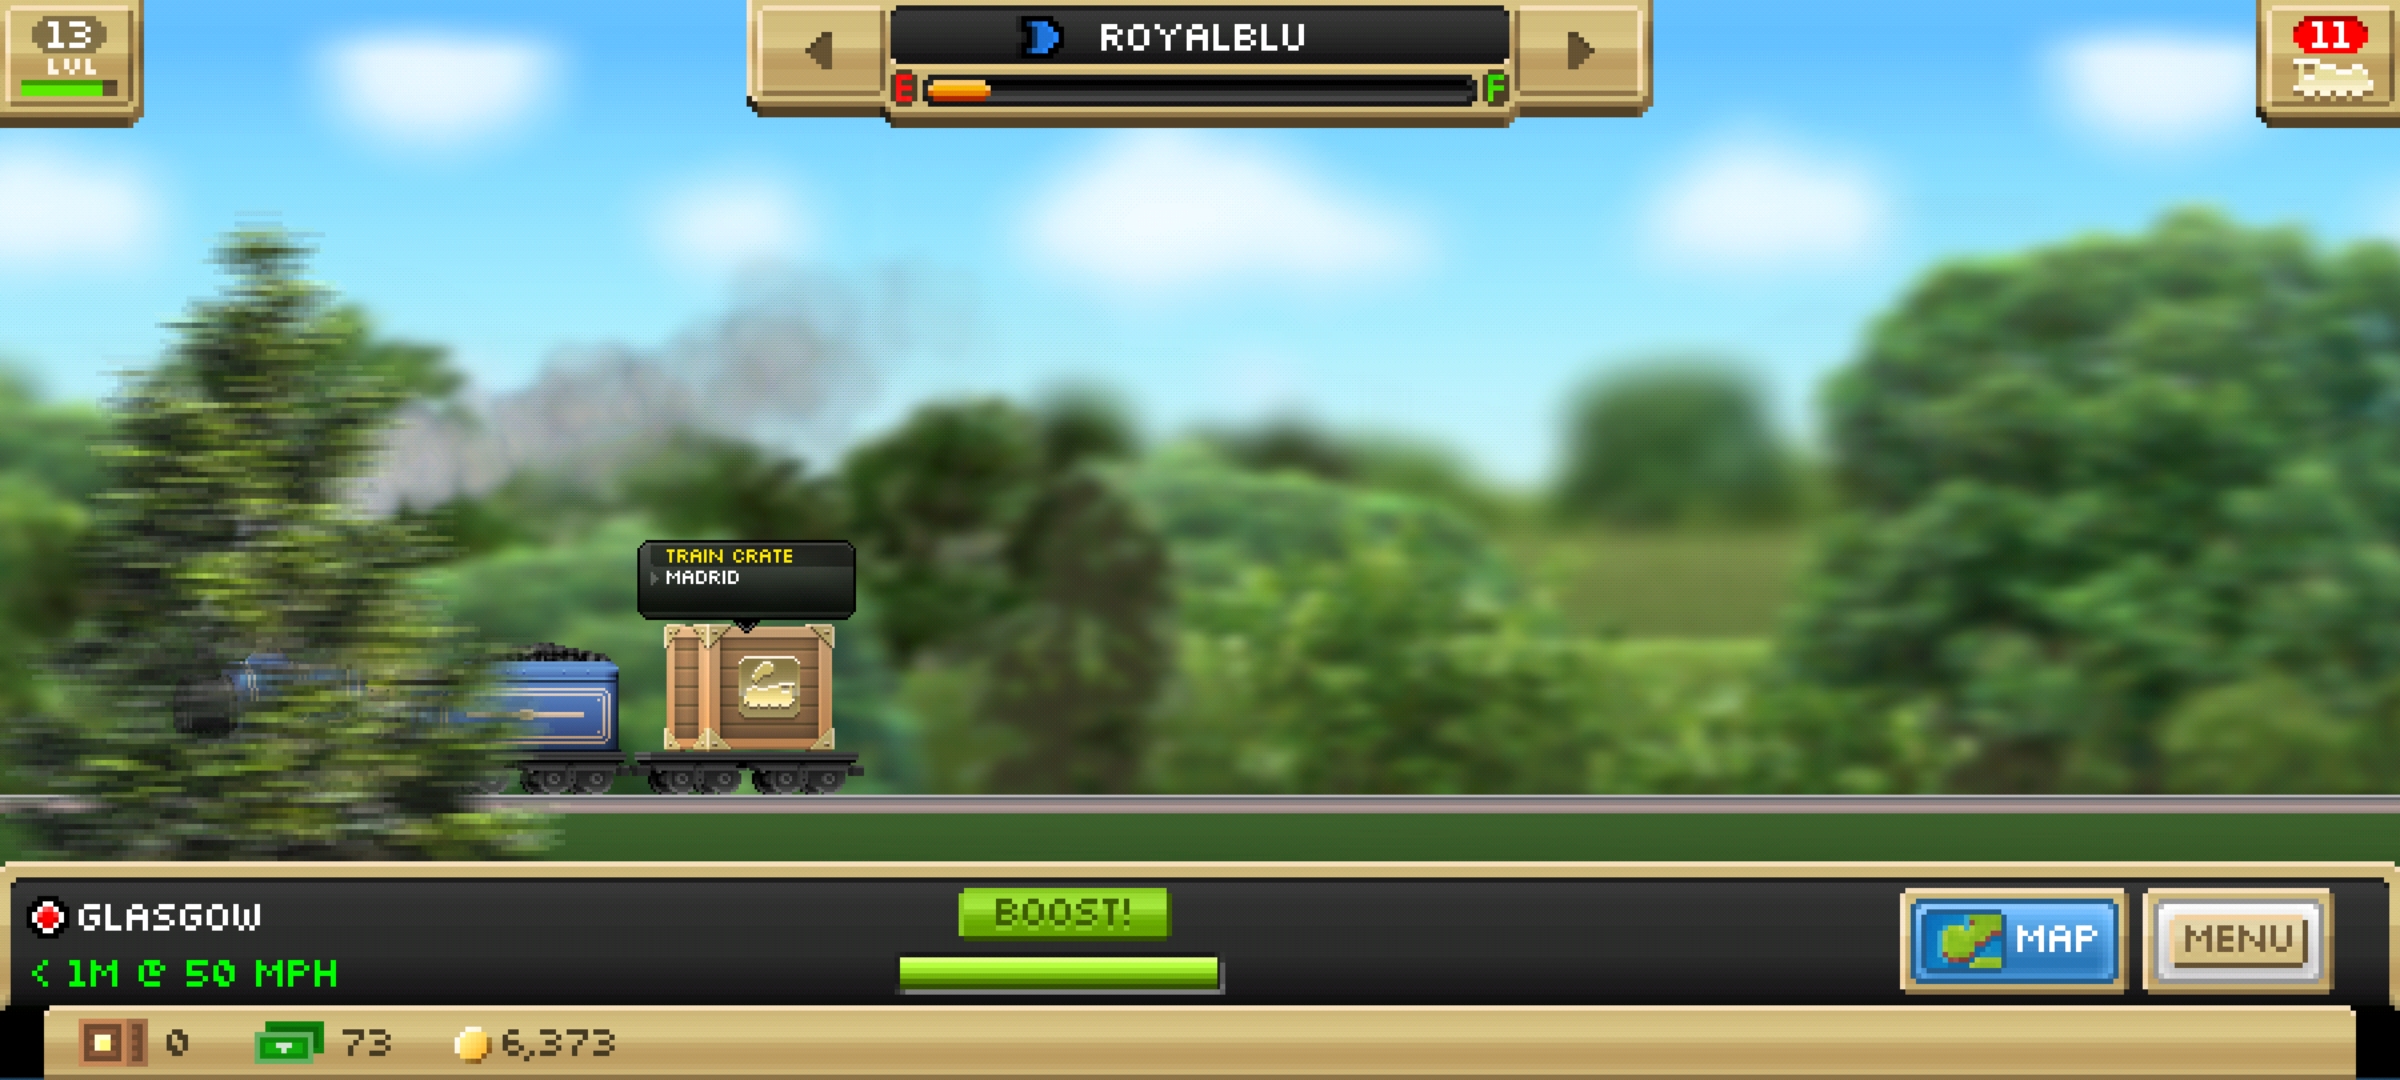 13
LVL
ROYALBLU
E F
11
TRAIN CRATE
MADRID
GLASGOW
< 1M @ 50 MPH
BOOST!
MAP
MENU
0 73 6,373